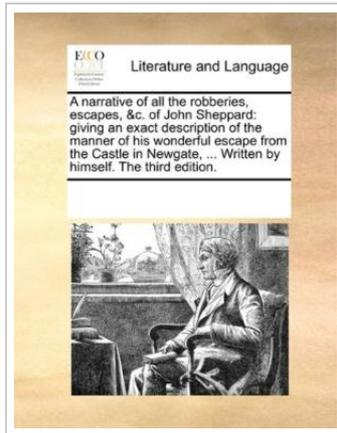 ECCO
Literature and Language
A narrative of all the robberies,
escapes, &c. of John Sheppard:
giving an exact description of the
manner of his wonderful escape from
the Castle in Newgate, ... Written by
himself. The third edition.